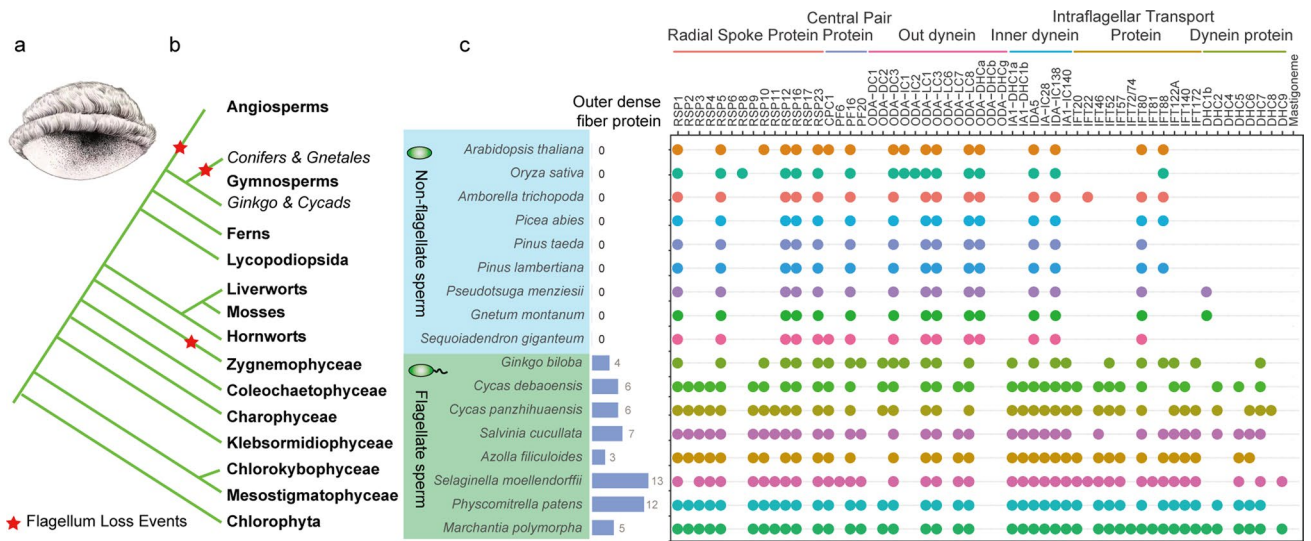 a
b
c
Angiosperms
Conifers & Gnetales
Gymnosperms
Ginkgo & Cycads
Ferns
Lycopodiopsida
Liverworts
Mosses
Hornworts
Zygnemophyceae
Coleochaetophyceae
Charophyceae
Klebsormidiophyceae
Chlorokybophyceae
Mesostigmatophyceae
Chlorophyta
Flagellum Loss Events
Outer dense
fiber protein
Central Pair
Intraflagellar Transport
Radial Spoke Protein
Protein
Out dynein
Inner dynein
Protein
Dynein protein
RSP1
RSP2
RSP3
RSP4
RSP5
RSP6
RSP8
RSP9
RSP10
RSP11
RSP12
RSP16
RSP17
RSP23
PPC1
PF6
PF16
PF20
ODA-DC1
ODA-DC2
ODA-DC3
ODA-IC1
ODA-IC2
ODA-LC1
ODA-LC3
ODA-LC6
ODA-LC7
ODA-LC8
ODA-DHCa
ODA-DHCb
ODA-DHCg
IA1-DHC1a
IA1-DHC1b
IDA5
IA-IC28
IDA-IC138
IA1-IC140
IFT20
IFT22
IFT46
IFT52
IFT57
IFT72/74
IFT80
IFT81
IFT88
IFT122A
IFT140
IFT172
DHC1b
DHC2
DHC4
DHC5
DHC6
DHC7
DHC8
DHC9
Mastigoneme
Non-flagellate sperm
Arabidopsis thaliana 0
Oryza sativa 0
Amborella trichopoda 0
Picea abies 0
Pinus taeda 0
Pinus lambertiana 0
Pseudotsuga menziesii 0
Gnetum montanum 0
Sequoiadendron giganteum 0
Flagellate sperm
Ginkgo biloba 4
Cycas debaoensis 6
Cycas panzhihuaensis 6
Salvinia cucullata 7
Azolla filiculoides 3
Selaginella moellendorffii 13
Physcomitrella patens 12
Marchantia polymorpha 5